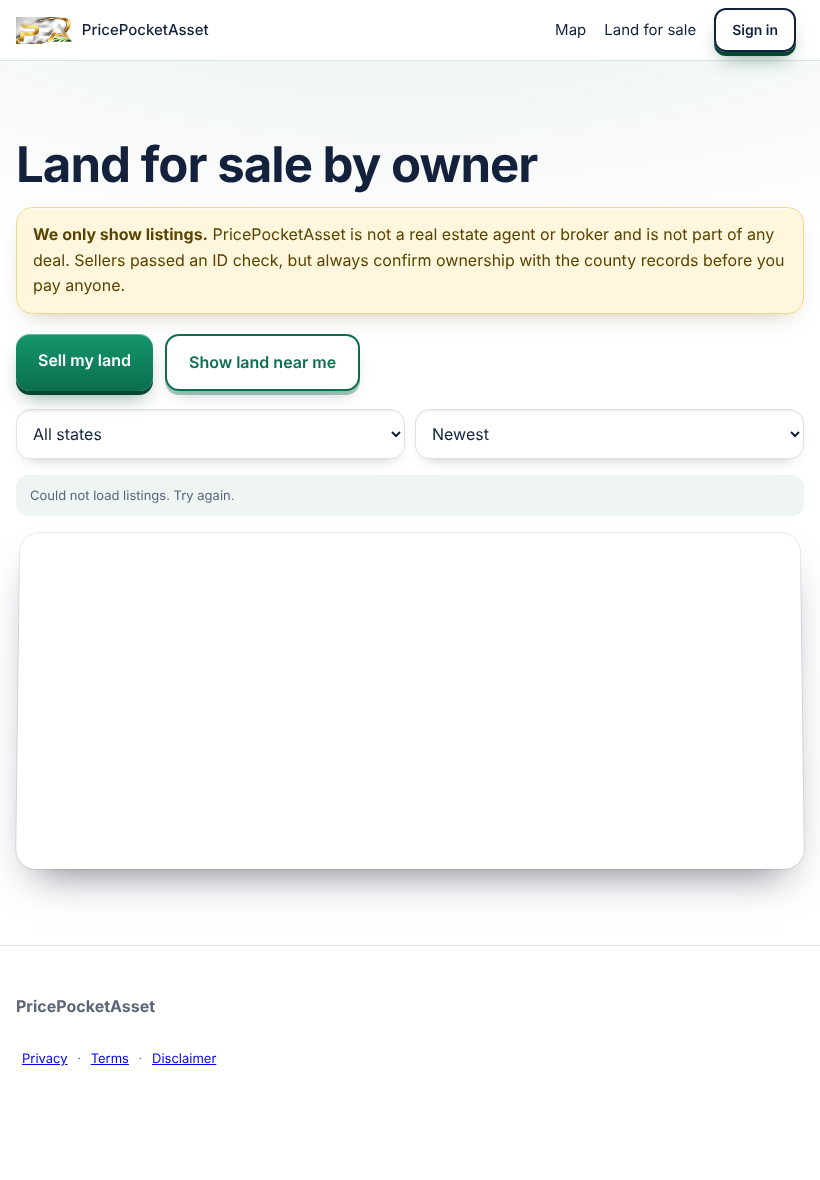 PricePocketAsset
Map
Land for sale
Sign in
Land for sale by owner
We only show listings. PricePocketAsset is not a real estate agent or broker and is not part of any
deal. Sellers passed an ID check, but always confirm ownership with the county records before you
pay anyone.
Sell my land
Show land near me
All states
Newest
Could not load listings. Try again.
PricePocketAsset
Privacy · Terms · Disclaimer